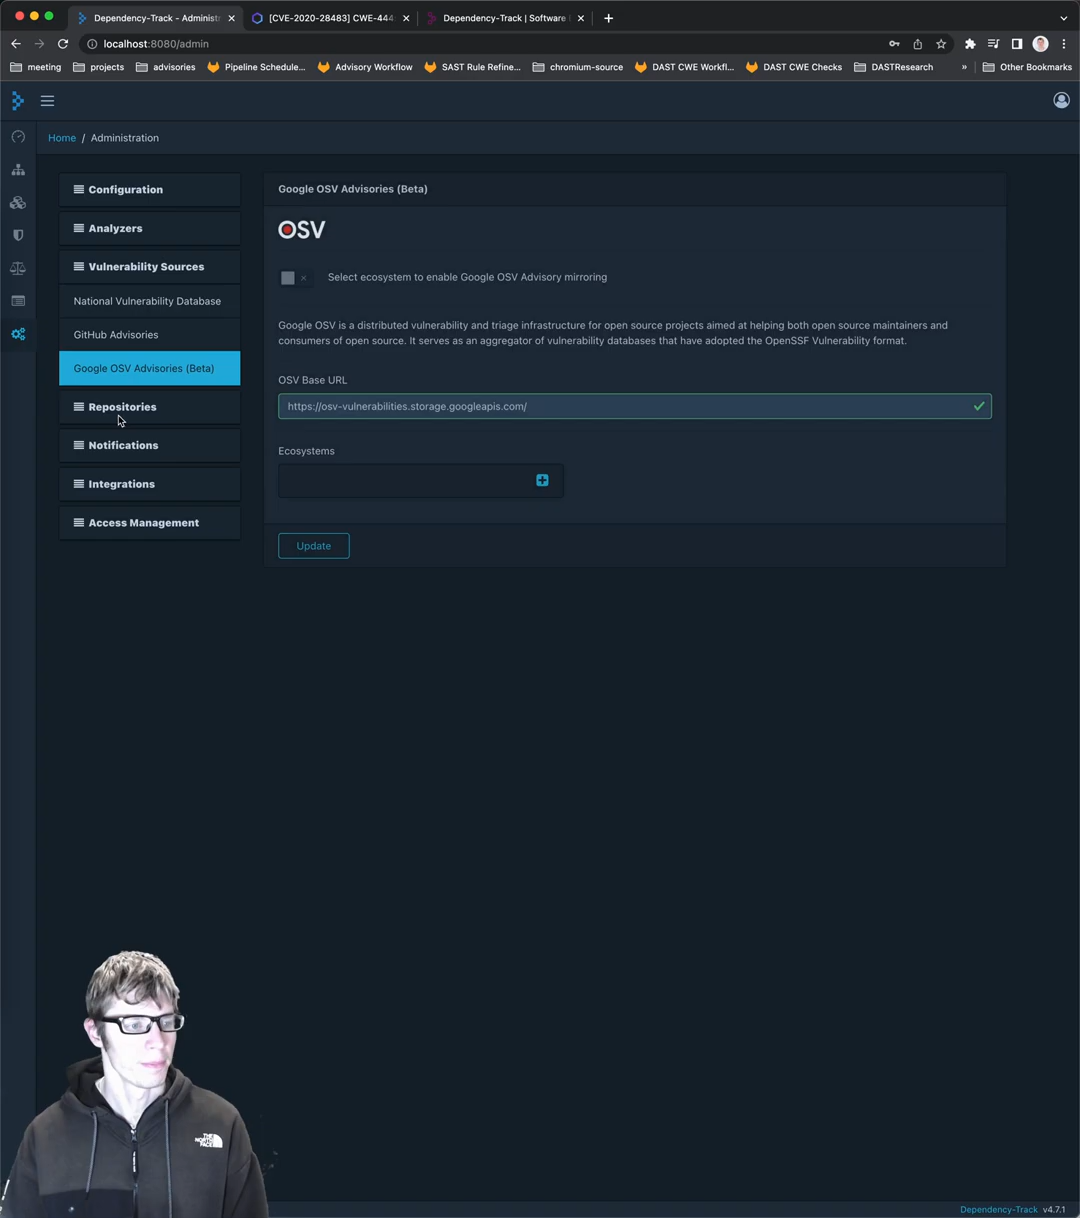 Dependency-Track - Administr
[CVE-2020-28483] CWE-444
Dependency-Track | Software
localhost:8080/admin
meeting
projects
advisories
Pipeline Schedule...
Advisory Workflow
SAST Rule Refine...
chromium-source
DAST CWE Workfl...
DAST CWE Checks
DASTResearch
»
Other Bookmarks
Home / Administration
Configuration
Analyzers
Vulnerability Sources
National Vulnerability Database
GitHub Advisories
Google OSV Advisories (Beta)
Repositories
Notifications
Integrations
Access Management
Google OSV Advisories (Beta)
OSV
Select ecosystem to enable Google OSV Advisory mirroring
Google OSV is a distributed vulnerability and triage infrastructure for open source projects aimed at helping both open source maintainers and
consumers of open source. It serves as an aggregator of vulnerability databases that have adopted the OpenSSF Vulnerability format.
OSV Base URL
https://osv-vulnerabilities.storage.googleapis.com/
Ecosystems
Update
THE
NORTH
FACE
Dependency-Track v4.7.1